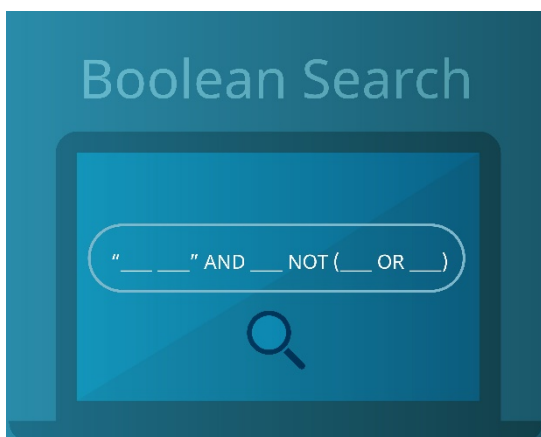 Boolean Search
“___ ___” AND ___ NOT (___ OR ___)